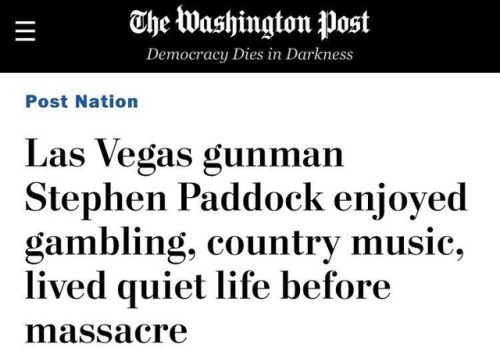 The Washington Post
Democracy Dies in Darkness
Post Nation
Las Vegas gunman
Stephen Paddock enjoyed
gambling, country music,
lived quiet life before
massacre